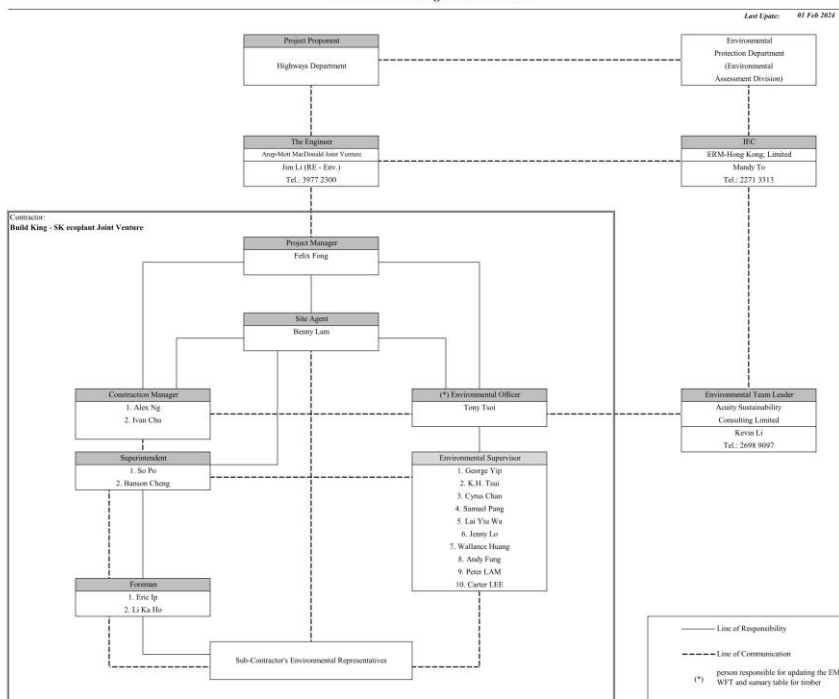 Last Upate: 01 Feb 2024
Project Proponent
Highways Department
Environmental
Protection Department
(Environmental
Assessment Division)
The Engineer
Arup-Mott MacDonald Joint Venture
Jim Li (RE - Env.)
Tel.: 3977 2300
IEC
ERM-Hong Kong, Limited
Mandy To
Tel.: 2271 3313
Contractor:
Build King - SK ecoplant Joint Venture
Project Manager
Felix Fong
Site Agent
Benny Lam
Construction Manager
1. Alex Ng
2. Ivan Chu
(*) Environmental Officer
Tony Tsoi
Environmental Team Leader
Acuity Sustainability
Consulting Limited
Kevin Li
Tel.: 2698 9097
Superintendent
1. So Po
2. Banson Cheng
Environmental Supervisor
1. George Yip
2. K.H. Tsui
3. Cyrus Chan
4. Samuel Pang
5. Lai Yiu Wa
6. Jenny Lo
7. Wallance Huang
8. Andy Fung
9. Peter LAM
10. Carter LEE
Foreman
1. Eric Ip
2. Li Ka Ho
Sub-Contractor's Environmental Representatives
Line of Responsibility
Line of Communication
(*) person responsible for updating the EM
WFT and sumary table for timber